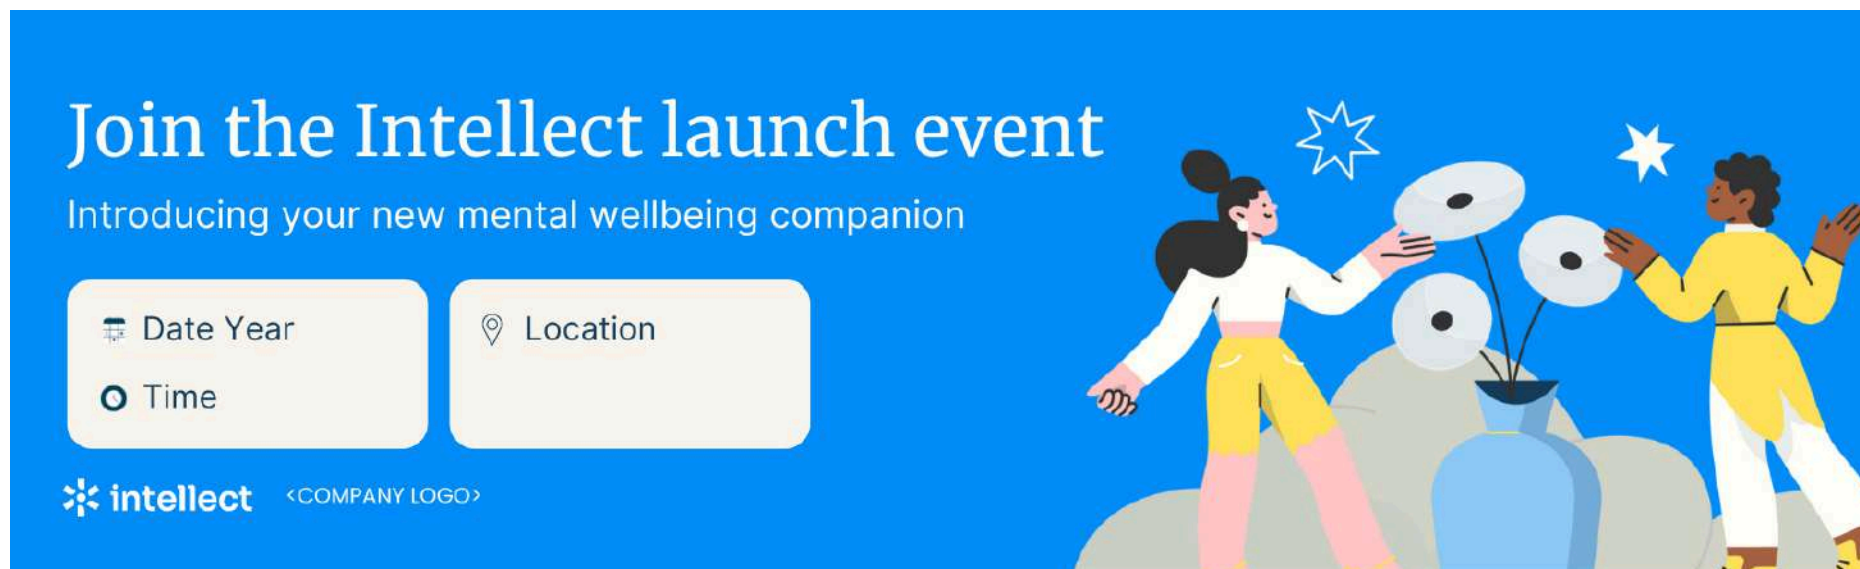 Join the Intellect launch event
Introducing your new mental wellbeing companion
Date Year
Time
Location
intellect
<COMPANY LOGO>